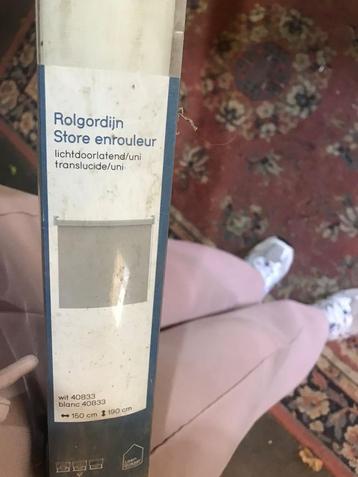 Rolgordijn
Store enrouleur
lichtdoorlatend/uni
translucide/uni
wit 40833
blanc 40833
↔ 150 cm ↕ 190 cm